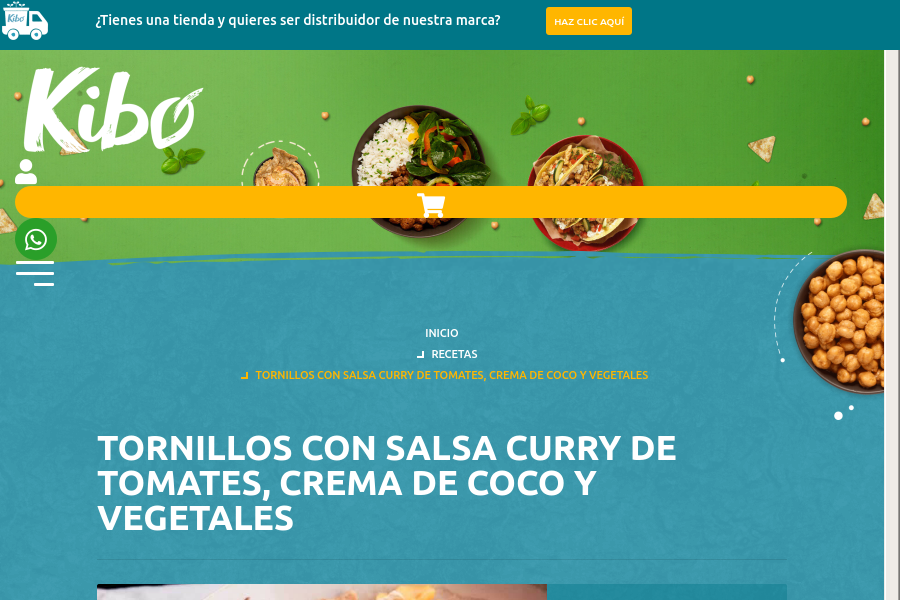 Kibo
¿Tienes una tienda y quieres ser distribuidor de nuestra marca?
HAZ CLIC AQUÍ
Kibo
INICIO
RECETAS
TORNILLOS CON SALSA CURRY DE TOMATES, CREMA DE COCO Y VEGETALES
TORNILLOS CON SALSA CURRY DE
TOMATES, CREMA DE COCO Y
VEGETALES